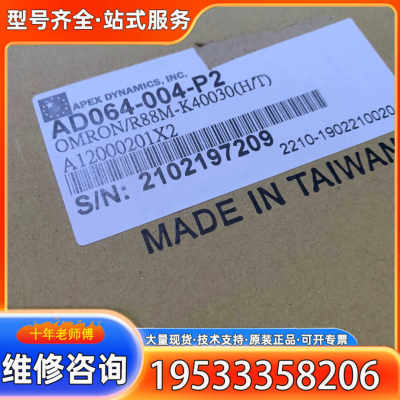 型号齐全·站式服务
APEX DYNAMICS, INC.
AD064-004-P2
OMRON/R88M-K40030(H/T)
A12000201X2
S/N: 2102197209
2210-1902210020
MADE IN TAIWAN
十年老师傅
大量现货·技术支持·原装正品·可开专票
维修咨询
19533358206